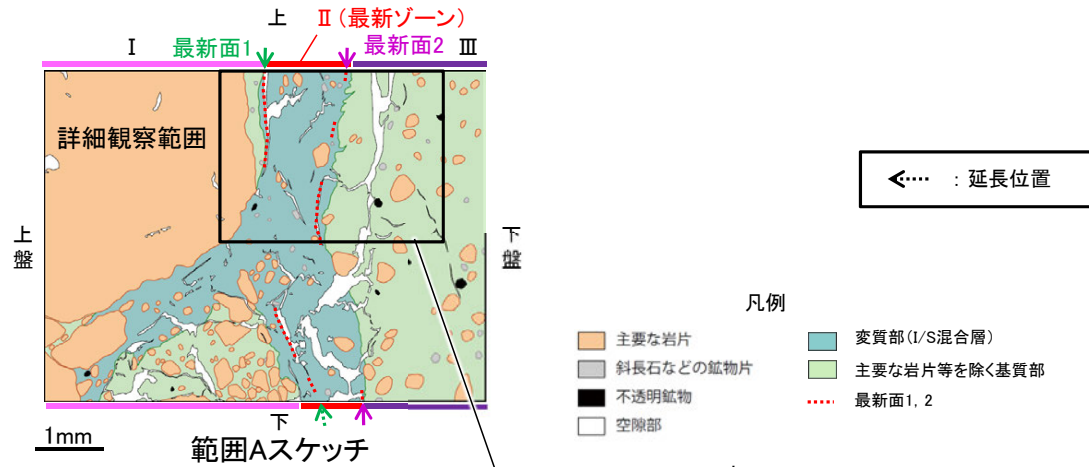 上 Ⅱ(最新ゾーン)
Ⅰ 最新面1 最新面2 Ⅲ
詳細観察範囲
上盤
下盤
下
1mm
範囲Aスケッチ
: 延長位置
凡例
主要な岩片
斜長石などの鉱物片
不透明鉱物
空隙部
変質部(I/S混合層)
主要な岩片等を除く基質部
最新面1, 2